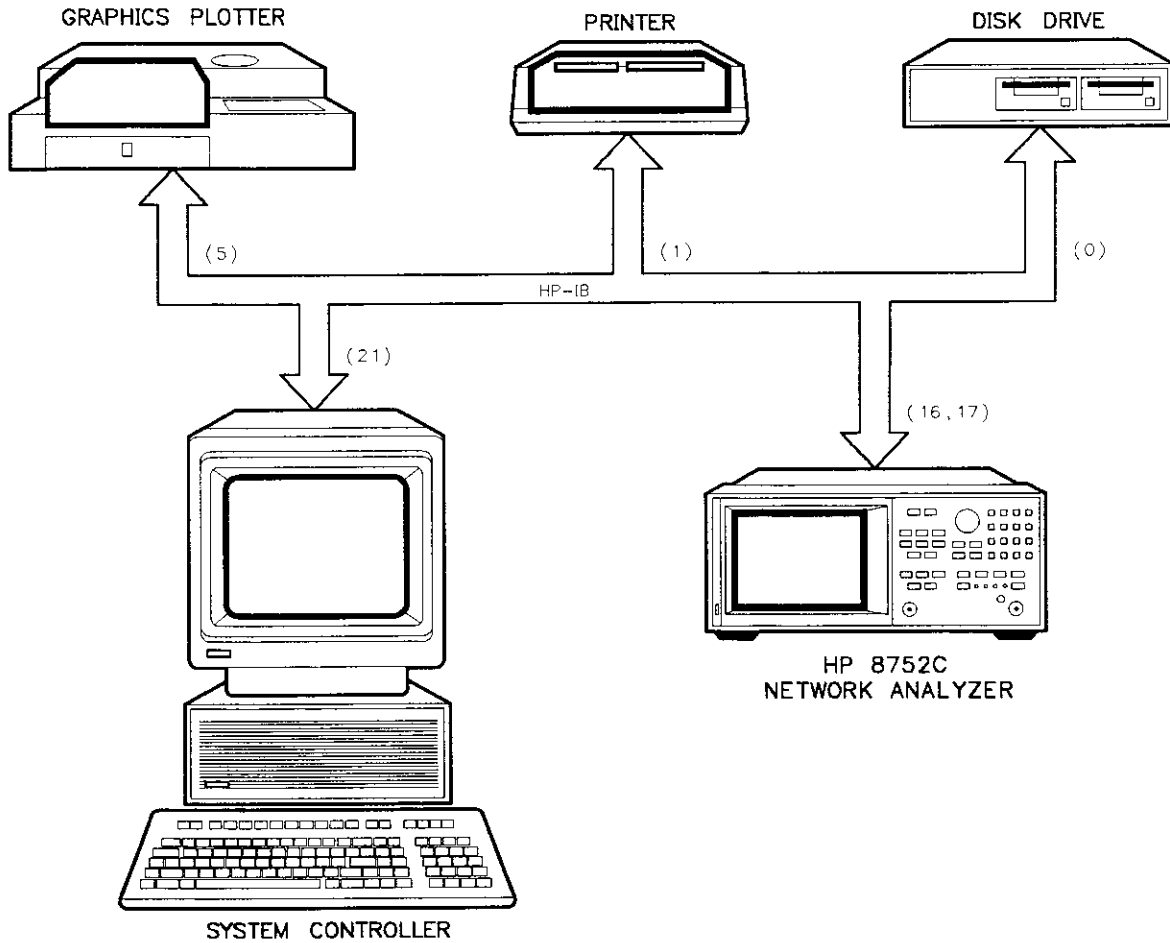 GRAPHICS PLOTTER
PRINTER
DISK DRIVE
(5)
(1)
(0)
HP-IB
(21)
(16,17)
HP 8752C
NETWORK ANALYZER
SYSTEM CONTROLLER